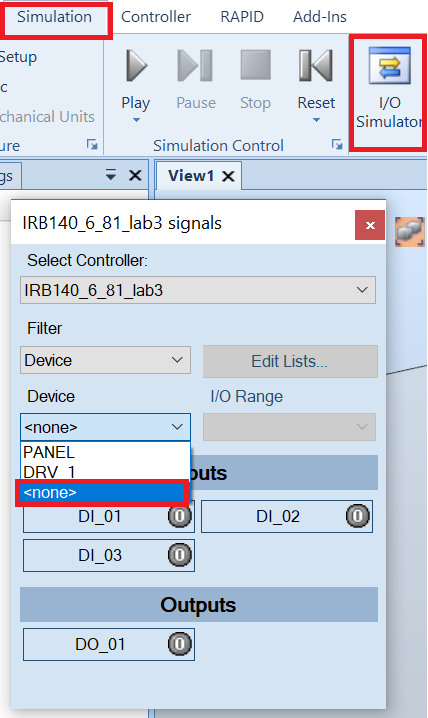 Simulation Controller RAPID Add-Ins
Setup
c
chanical Units
ure
Play Pause Stop Reset
Simulation Control
I/O
Simulator
gs
View1
IRB140_6_81_lab3 signals
Select Controller:
IRB140_6_81_lab3
Filter
Device
Edit Lists...
Device
I/O Range
<none>
PANEL
DRV_1
<none>
puts
DI_01 0
DI_02 0
DI_03 0
Outputs
DO_01 0